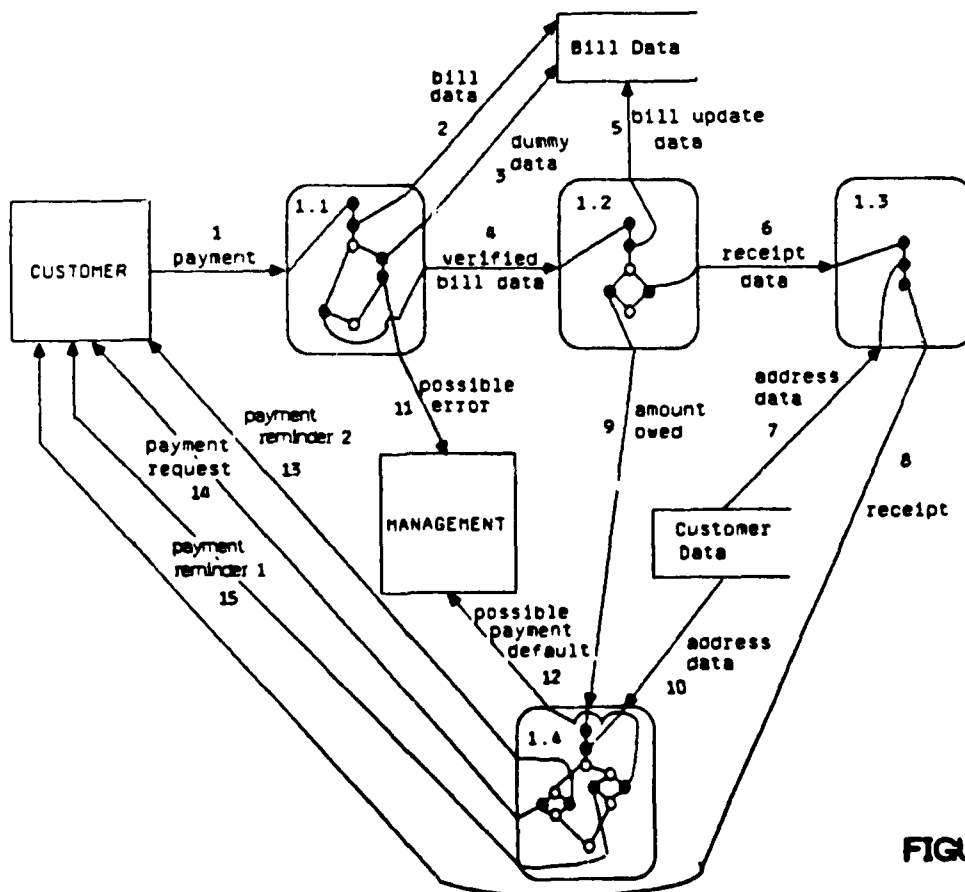 Bill Data
bill
data
2
dummy
data
3
5
bill update
data
1.1
1.2
1.3
CUSTOMER
1
payment
4
verified
bill data
6
receipt
data
possible
error
11
payment
reminder 2
13
payment
request
14
payment
reminder 1
15
9
amount
owed
address
data
7
8
receipt
MANAGEMENT
Customer
Data
possible
payment
default
12
address
data
10
1.4
FIGU